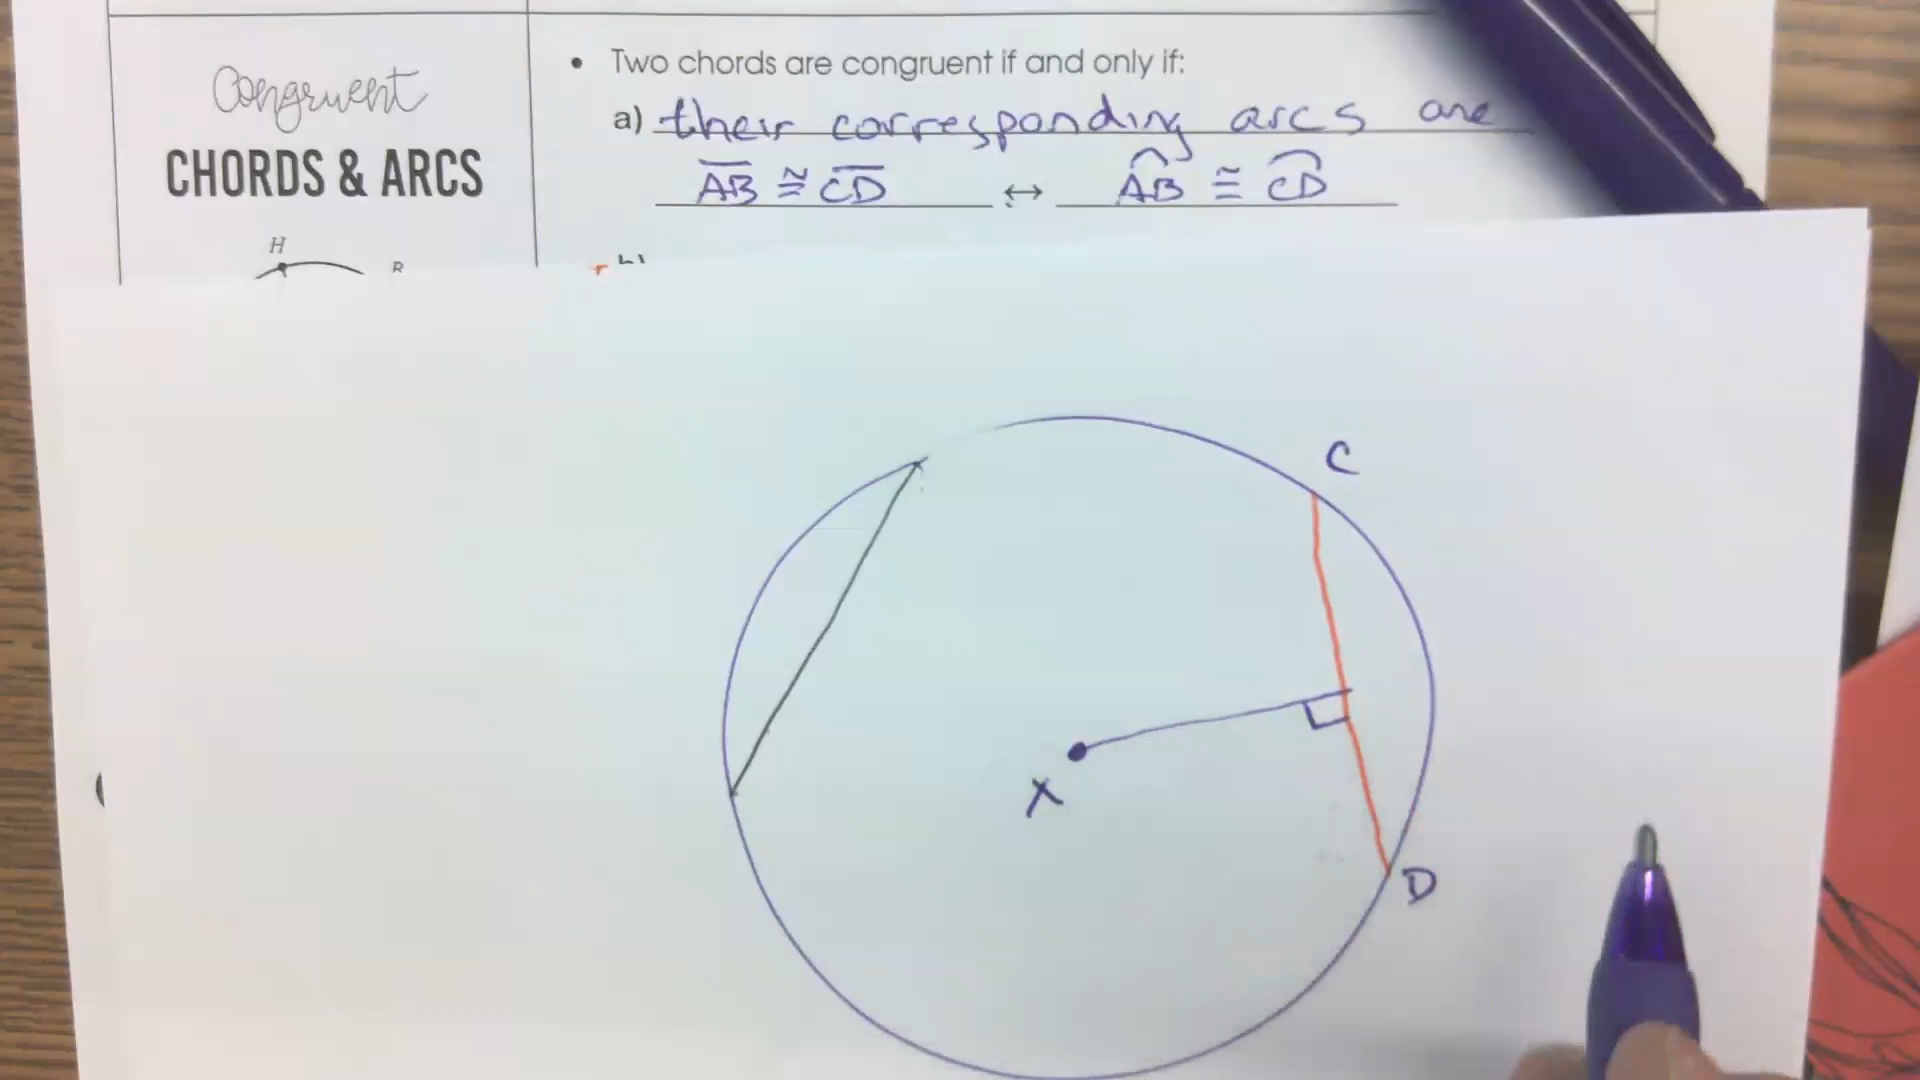 Congruent
CHORDS & ARCS
• Two chords are congruent if and only if:
a) their corresponding arcs are
AB ≅ CD ↔ AB ≅ CD
H
R
C
X
D